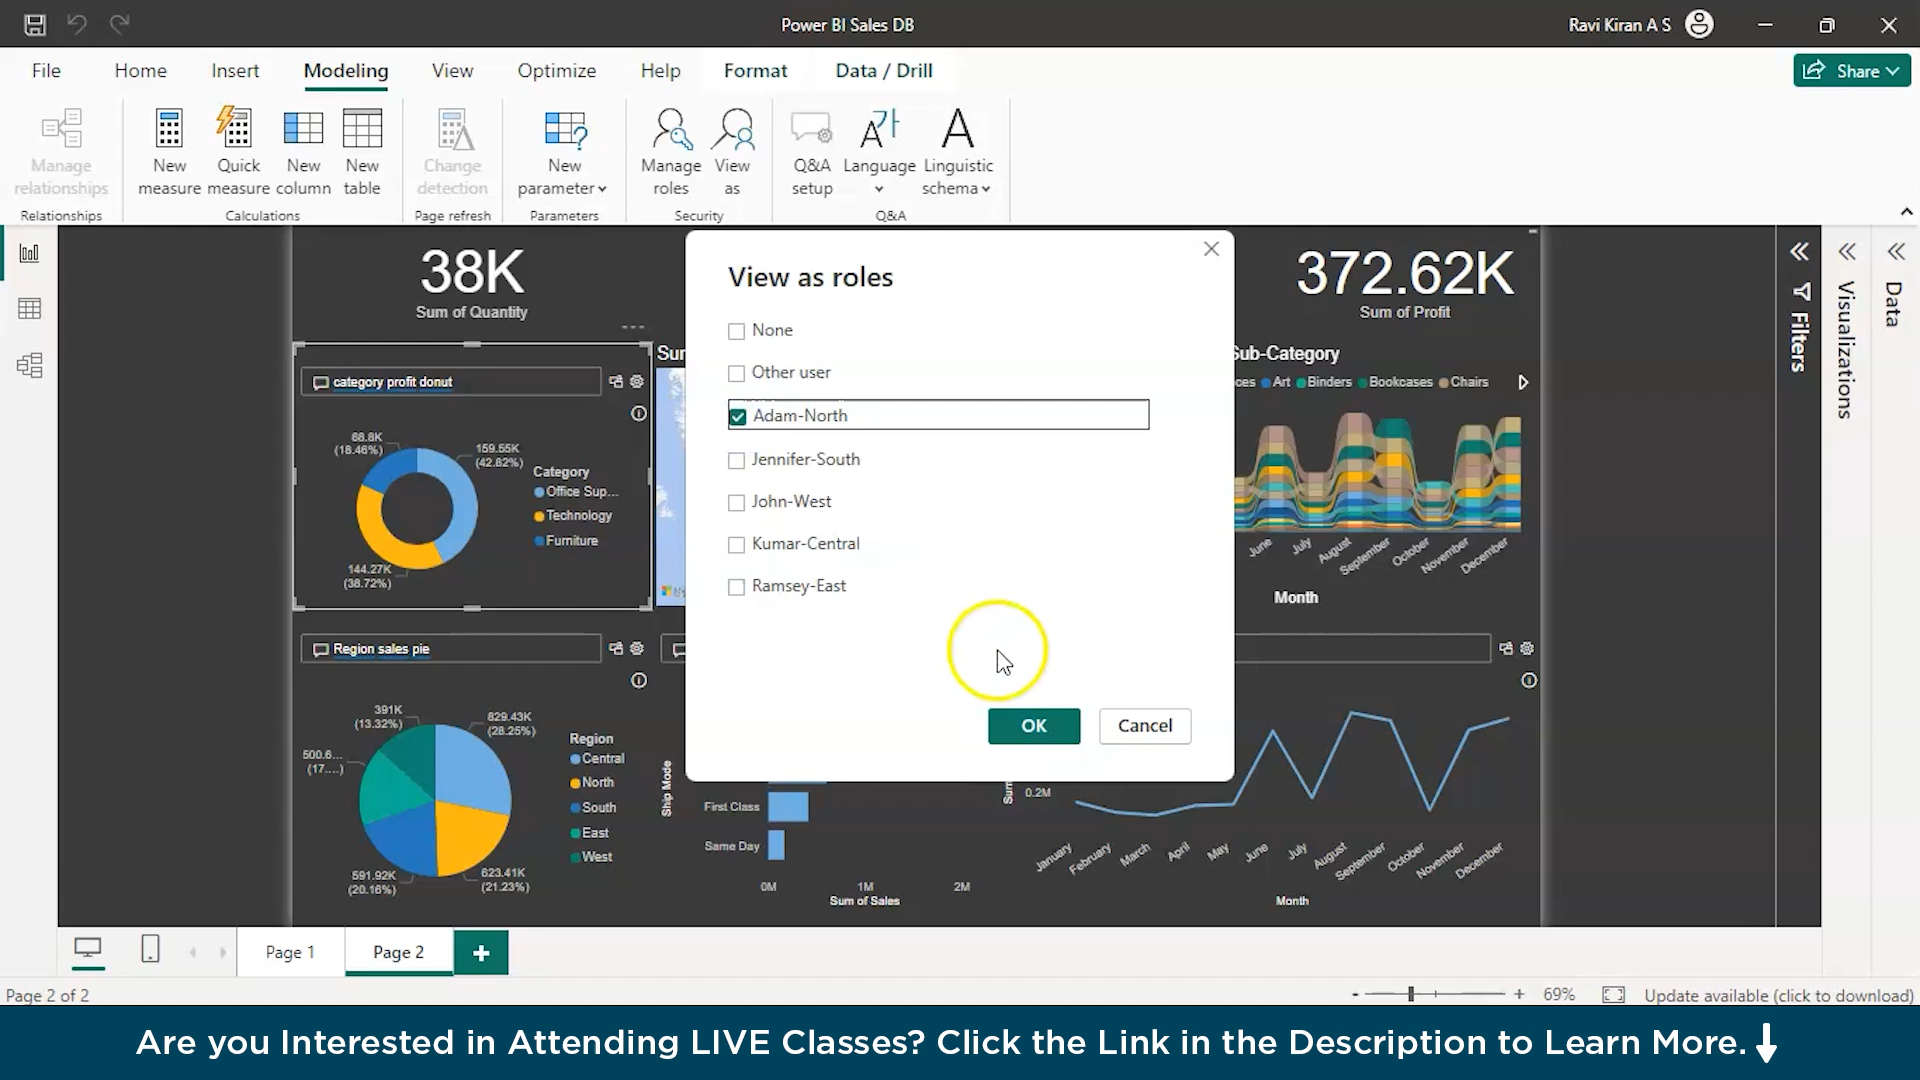 Power BI Sales DB
Ravi Kiran A S
File
Home
Insert
Modeling
View
Optimize
Help
Format
Data / Drill
Share
Manage
relationships
New
measure
Quick
measure
New
column
New
table
Change
detection
New
parameter
Manage
roles
View
as
Q&A
setup
Language
Linguistic
schema
Relationships
Calculations
Page refresh
Parameters
Security
Q&A
38K
Sum of Quantity
372.62K
Sum of Profit
View as roles
None
Other user
Adam-North
Jennifer-South
John-West
Kumar-Central
Ramsey-East
OK
Cancel
Filters
Visualizations
Data
category profit donut
68.8K
(18.46%)
159.55K
(42.82%)
144.27K
(38.72%)
Category
Office Sup...
Technology
Furniture
Sub-Category
Art
Binders
Bookcases
Chairs
June
July
August
September
October
November
December
Month
Region sales pie
391K
(13.32%)
829.43K
(28.25%)
500.6...
(17....)
591.92K
(20.16%)
623.41K
(21.23%)
Region
Central
North
South
East
West
Ship Mode
First Class
Same Day
0M
1M
2M
Sum of Sales
0.2M
January
February
March
April
May
June
July
August
September
October
November
December
Month
Page 1
Page 2
+
Page 2 of 2
- + 69%
Update available (click to download)
Are you Interested in Attending LIVE Classes? Click the Link in the Description to Learn More.